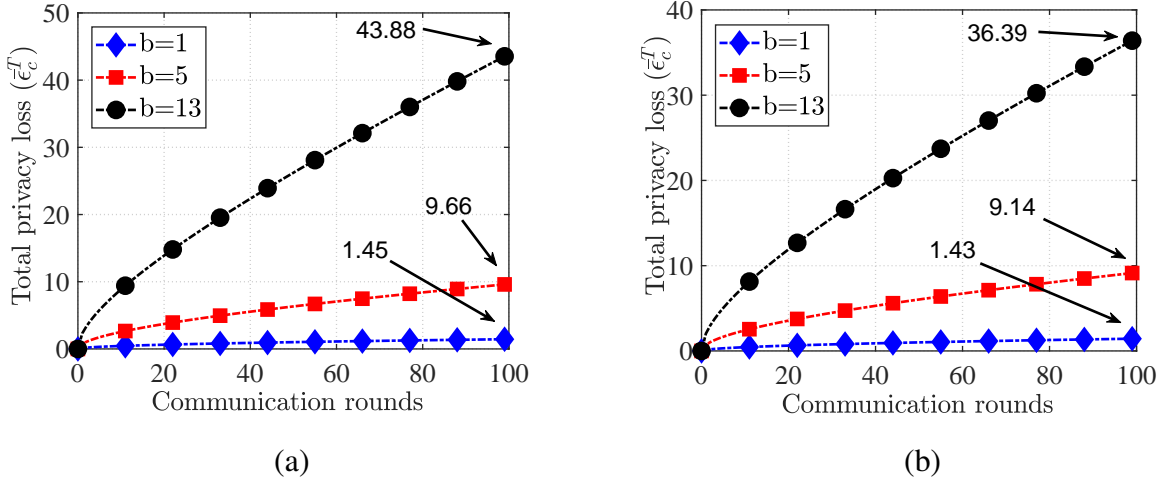 50
40
30
20
10
0
Total privacy loss (ε̄_c^T)
b=1
b=5
b=13
43.88
9.66
1.45
0 20 40 60 80 100
Communication rounds
(a)
40
30
20
10
0
Total privacy loss (ε̄_c^T)
b=1
b=5
b=13
36.39
9.14
1.43
0 20 40 60 80 100
Communication rounds
(b)